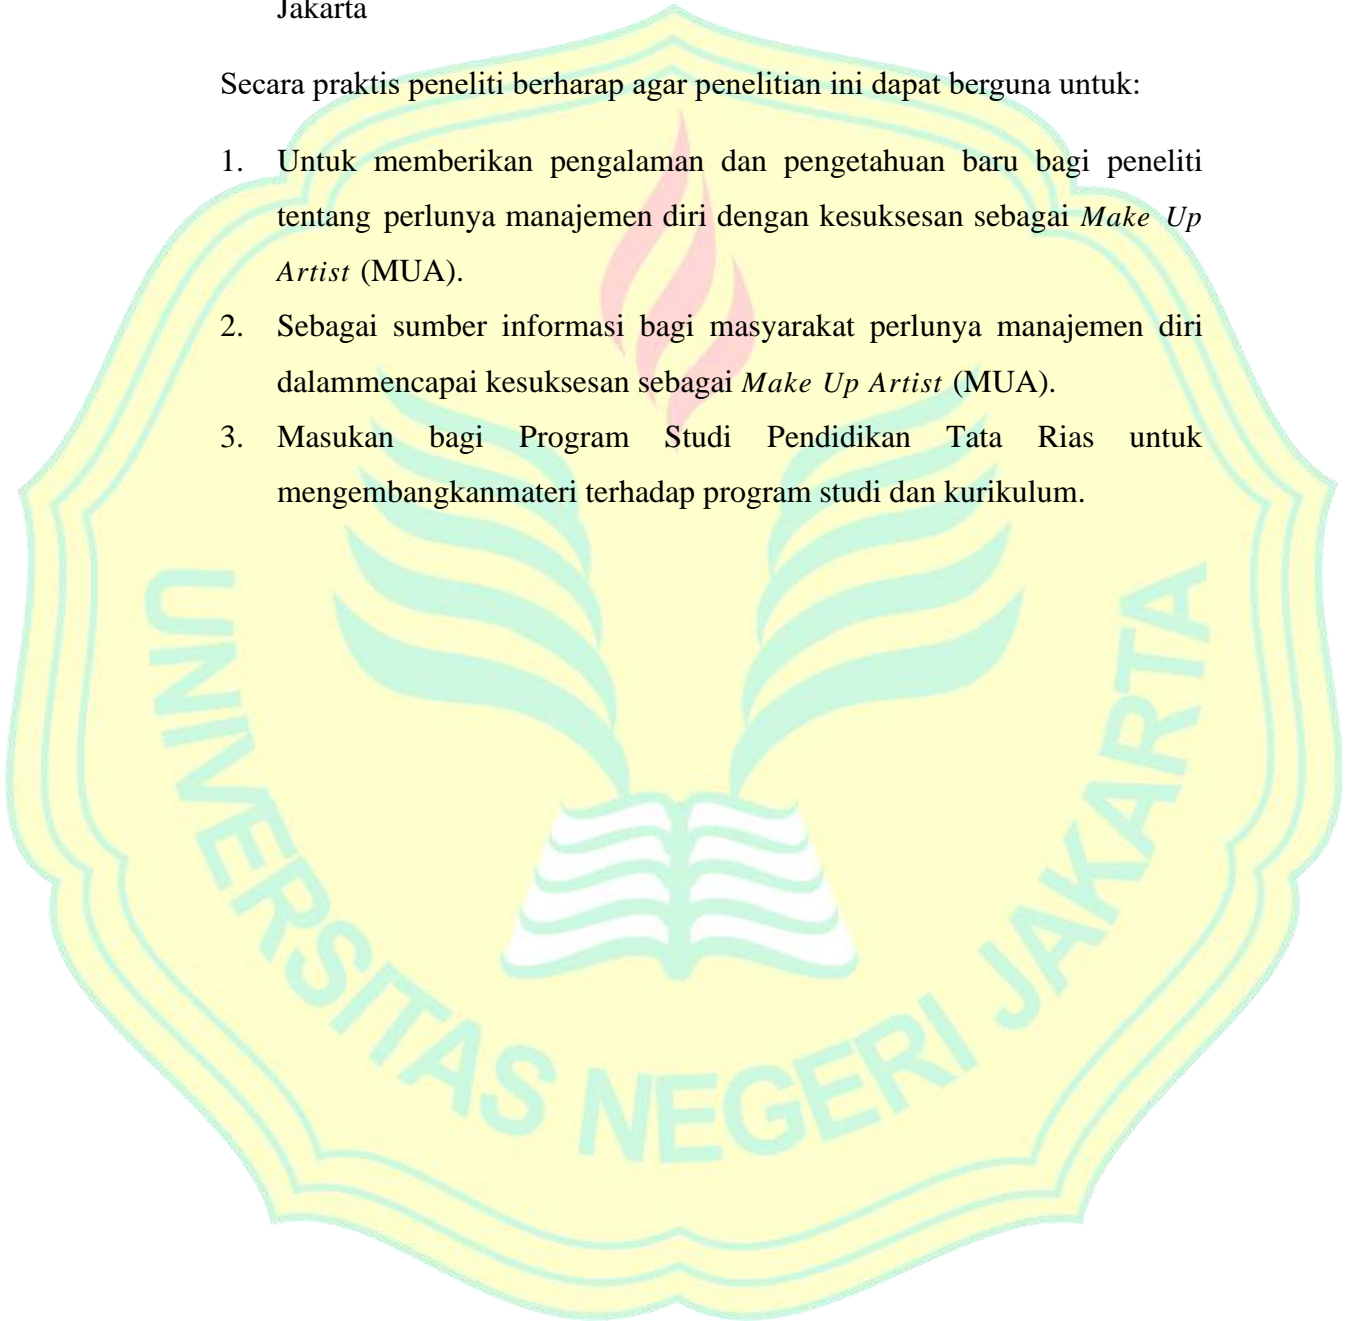 Jakarta
Secara praktis peneliti berharap agar penelitian ini dapat berguna untuk:
1. Untuk memberikan pengalaman dan pengetahuan baru bagi peneliti
tentang perlunya manajemen diri dengan kesuksesan sebagai Make Up
Artist (MUA).
2. Sebagai sumber informasi bagi masyarakat perlunya manajemen diri
dalammencapai kesuksesan sebagai Make Up Artist (MUA).
3. Masukan bagi Program Studi Pendidikan Tata Rias untuk
mengembangkanmateri terhadap program studi dan kurikulum.
UNIVERSITAS NEGERI JAKARTA